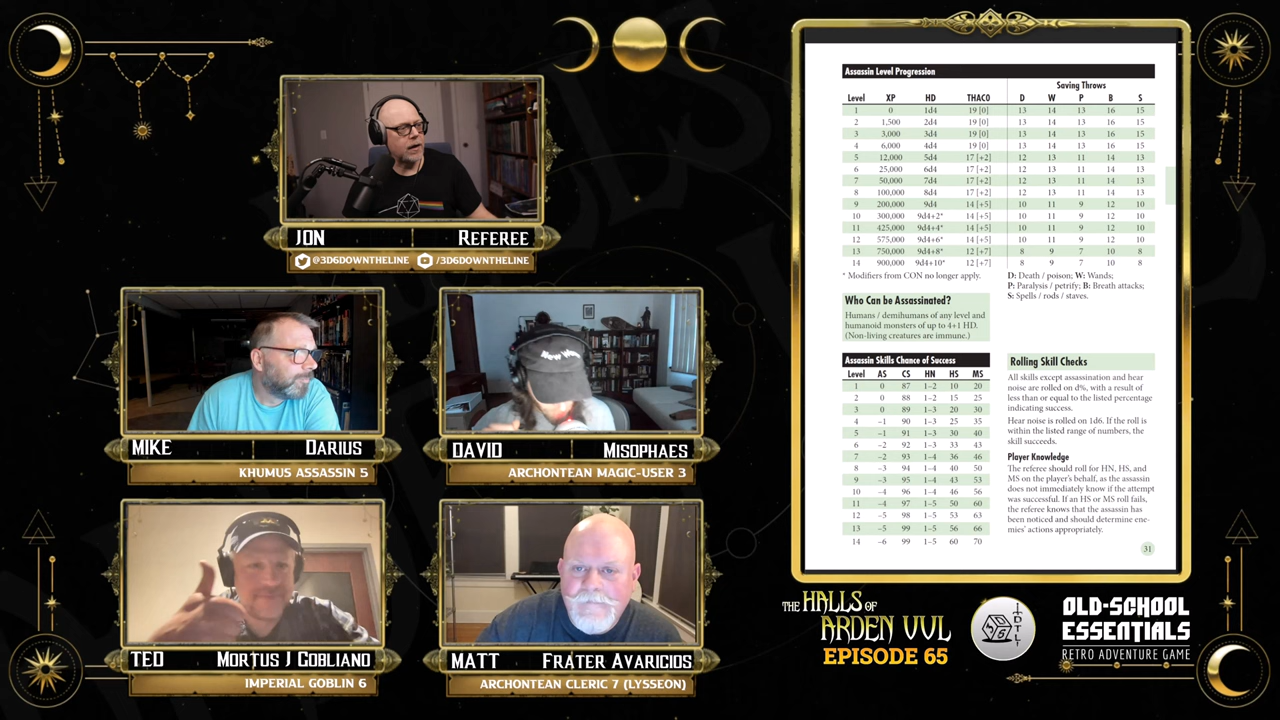 JON
REFEREE
@3D6DOWNTHELINE
/3D6DOWNTHELINE
MIKE
DARIUS
KHUMUS ASSASSIN 5
New
DAVID
MISOPHAES
ARCHONTEAN MAGIC-USER 3
TED
MORTUS J GOBLIANO
IMPERIAL GOBLIN 6
MATT
FRATER AVARICIOS
ARCHONTEAN CLERIC 7 (LYSSEON)
Assassin Level Progression
Saving Throws
Level XP HD THAC0 D W P B S
1 0 1d4 19 [0] 13 14 13 16 15
2 1,500 2d4 19 [0] 13 14 13 16 15
3 3,000 3d4 19 [0] 13 14 13 16 15
4 6,000 4d4 19 [0] 13 14 13 16 15
5 12,000 5d4 17 [+2] 12 13 11 14 13
6 25,000 6d4 17 [+2] 12 13 11 14 13
7 50,000 7d4 17 [+2] 12 13 11 14 13
8 100,000 8d4 17 [+2] 12 13 11 14 13
9 200,000 9d4 14 [+5] 10 11 9 12 10
10 300,000 9d4+2* 14 [+5] 10 11 9 12 10
11 425,000 9d4+4* 14 [+5] 10 11 9 12 10
12 575,000 9d4+6* 14 [+5] 10 11 9 12 10
13 750,000 9d4+8* 12 [+7] 8 9 7 10 8
14 900,000 9d4+10* 12 [+7] 8 9 7 10 8
* Modifiers from CON no longer apply.
D: Death / poison; W: Wands;
P: Paralysis / petrify; B: Breath attacks;
S: Spells / rods / staves.
Who Can be Assassinated?
Humans / demihumans of any level and
humanoid monsters of up to 4+1 HD.
(Non-living creatures are immune.)
Assassin Skills Chance of Success
Level AS CS HN HS MS
1 0 87 1–2 10 20
2 0 88 1–2 15 25
3 0 89 1–3 20 30
4 –1 90 1–3 25 35
5 –1 91 1–3 30 40
6 –2 92 1–3 33 43
7 –2 93 1–4 36 46
8 –3 94 1–4 40 50
9 –3 95 1–4 43 53
10 –4 96 1–4 46 56
11 –4 97 1–5 50 60
12 –5 98 1–5 53 63
13 –5 99 1–5 56 66
14 –6 99 1–5 60 70
Rolling Skill Checks
All skills except assassination and hear
noise are rolled on d%, with a result of
less than or equal to the listed percentage
indicating success.
Hear noise is rolled on 1d6. If the roll is
within the listed range of numbers, the
skill succeeds.
Player Knowledge
The referee should roll for HN, HS, and
MS on the player's behalf, as the assassin
does not immediately know if the attempt
was successful. If an HS or MS roll fails,
the referee knows that the assassin has
been noticed and should determine ene-
mies' actions appropriately.
31
THE HALLS OF
ARDEN VUL
EPISODE 65
3D6
DTL
OLD-SCHOOL
ESSENTIALS
RETRO ADVENTURE GAME